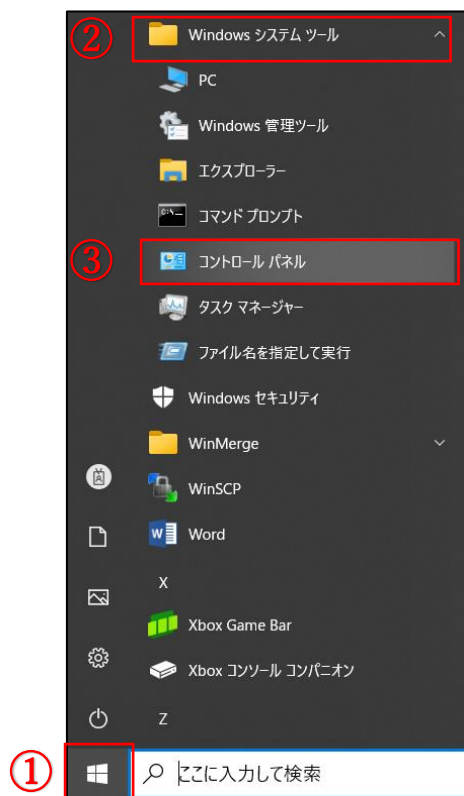 ② Windows システム ツール
PC
Windows 管理ツール
エクスプローラー
コマンド プロンプト
③ コントロール パネル
タスク マネージャー
ファイル名を指定して実行
Windows セキュリティ
WinMerge
WinSCP
Word
X
Xbox Game Bar
Xbox コンソール コンパニオン
Z
① ここに入力して検索